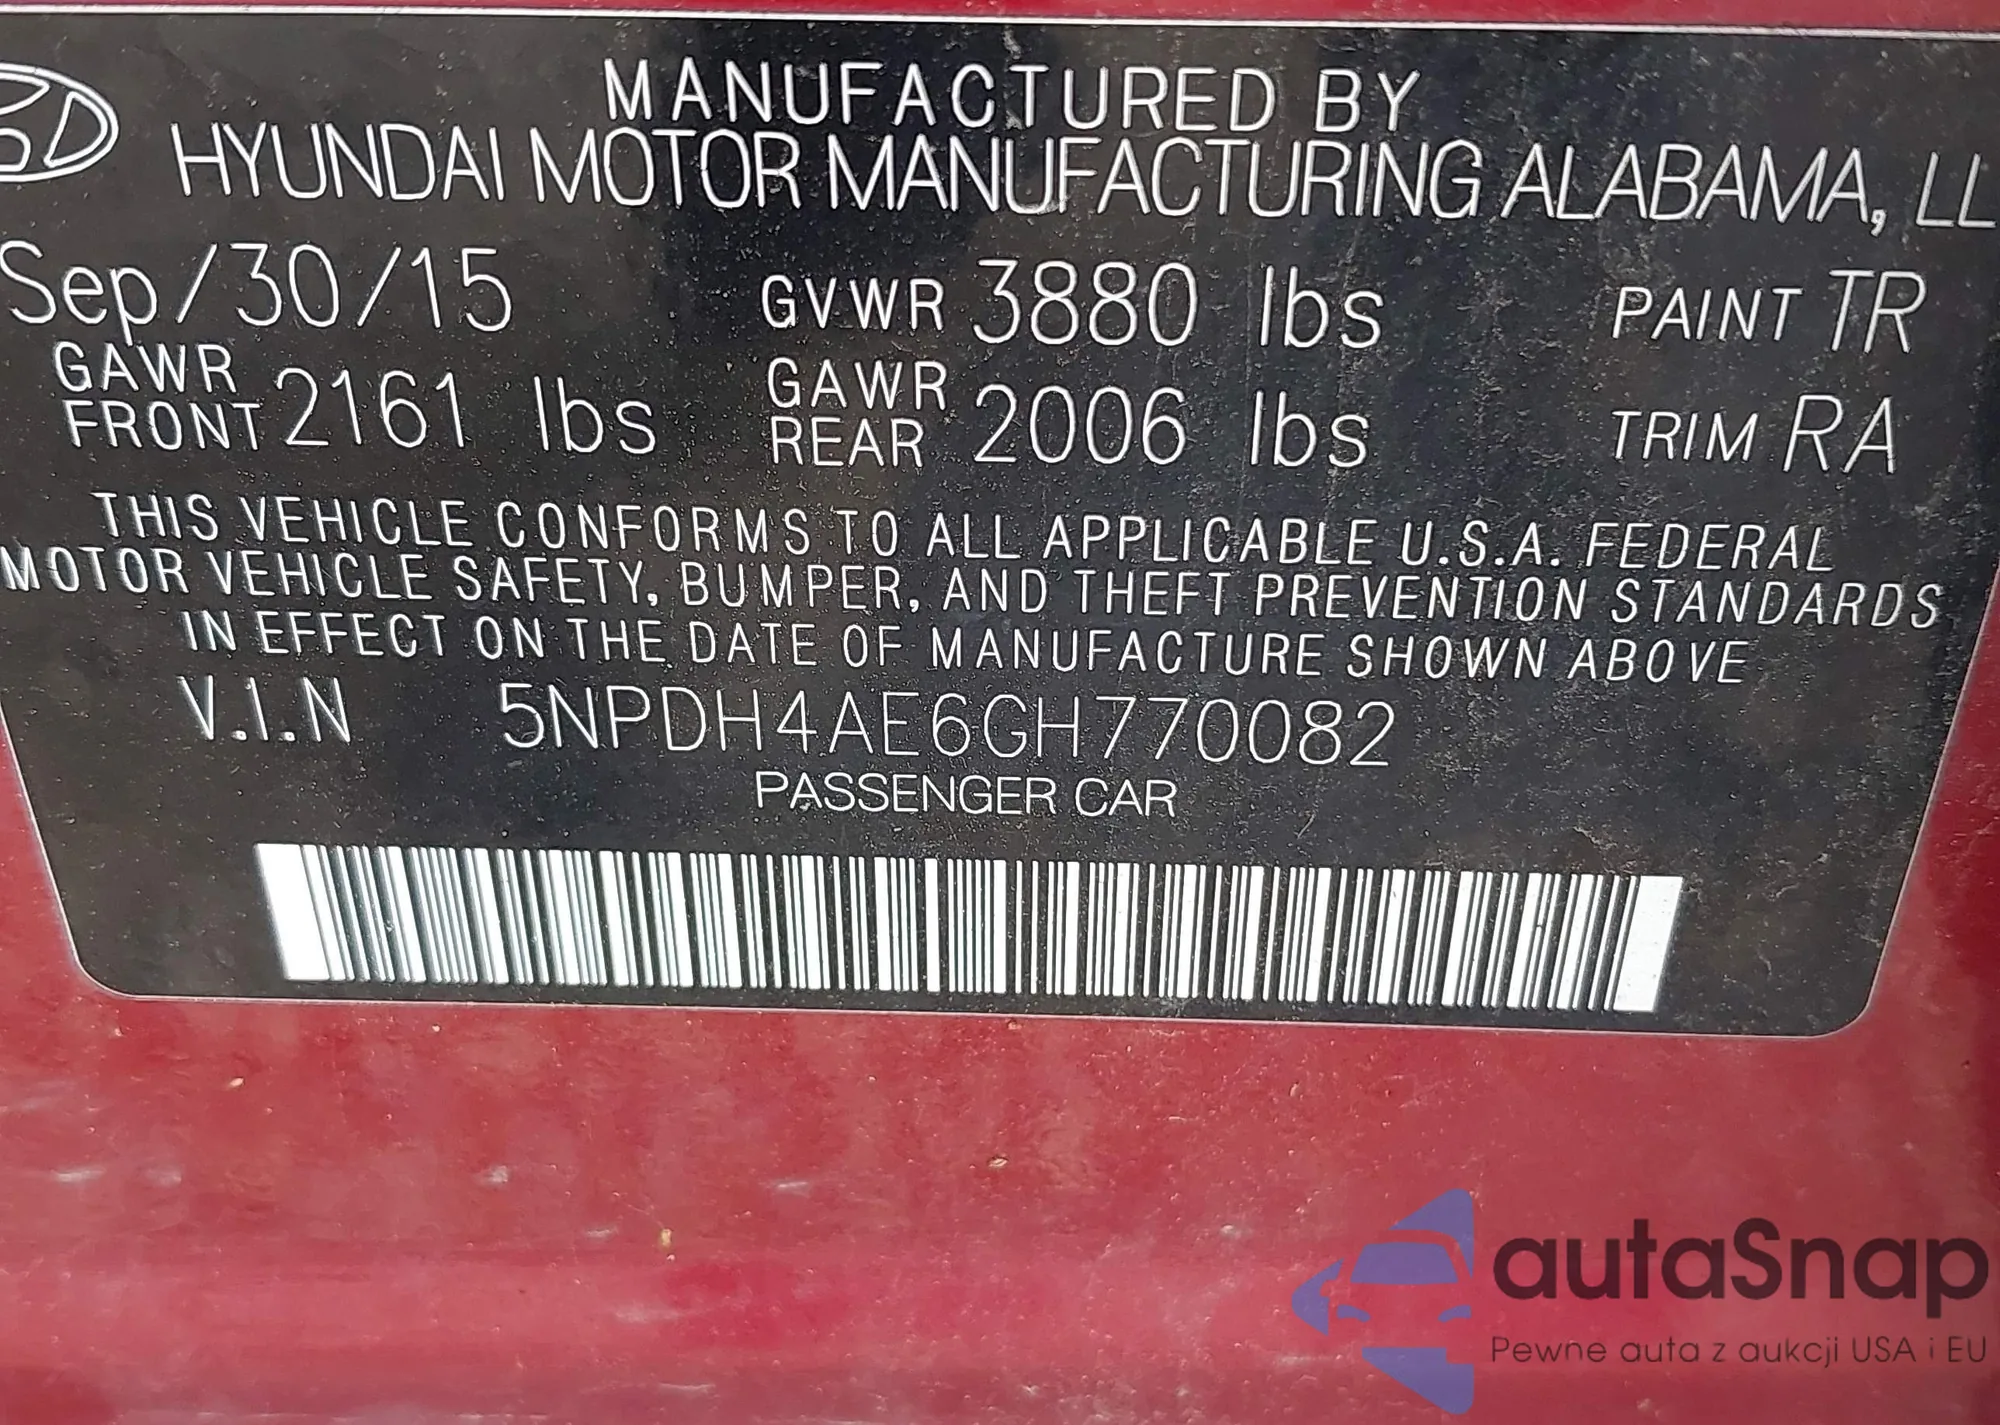 MANUFACTURED BY
HYUNDAI MOTOR MANUFACTURING ALABAMA, LL
Sep/30/15 GVWR 3880 lbs PAINT TR
GAWR FRONT 2161 lbs GAWR REAR 2006 lbs TRIM RA
THIS VEHICLE CONFORMS TO ALL APPLICABLE U.S.A. FEDERAL
MOTOR VEHICLE SAFETY, BUMPER, AND THEFT PREVENTION STANDARDS
IN EFFECT ON THE DATE OF MANUFACTURE SHOWN ABOVE
V.I.N 5NPDH4AE6GH770082
PASSENGER CAR
autaSnap
Pewne auta z aukcji USA i EU